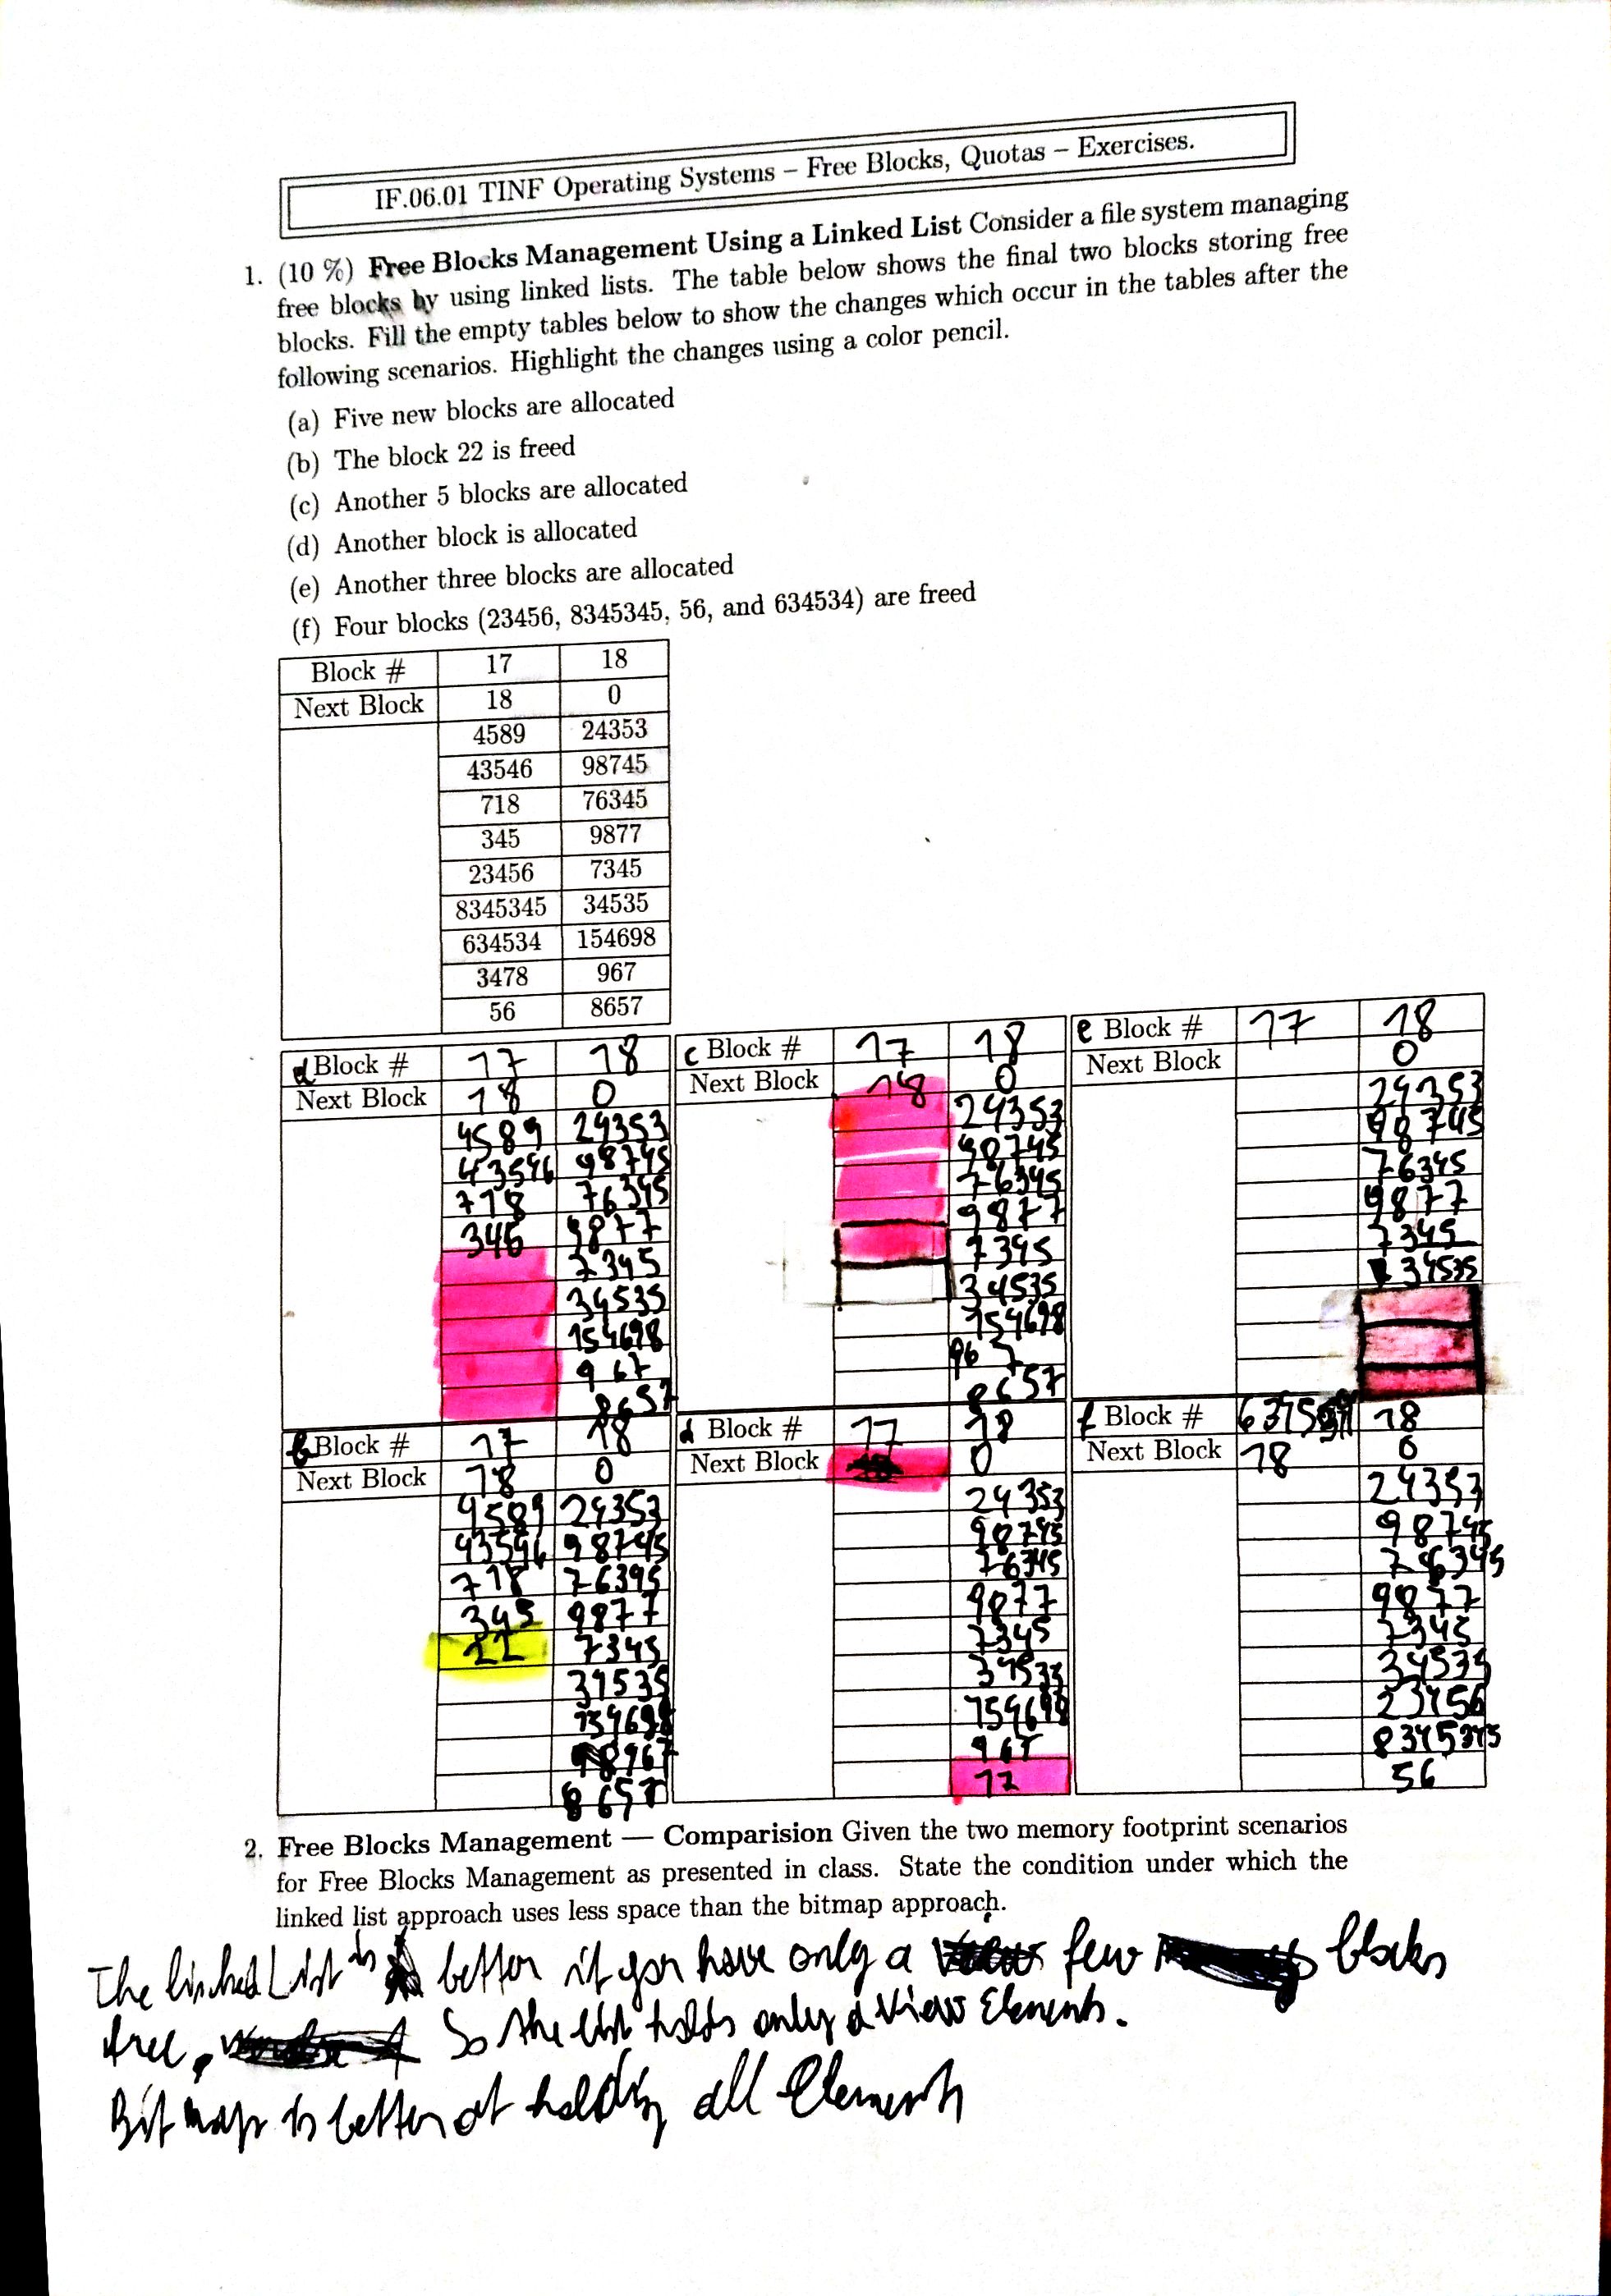 IF.06.01 TINF Operating Systems – Free Blocks, Quotas – Exercises.
1. (10 %) Free Blocks Management Using a Linked List Consider a file system managing
free blocks by using linked lists. The table below shows the final two blocks storing free
blocks. Fill the empty tables below to show the changes which occur in the tables after the
following scenarios. Highlight the changes using a color pencil.
(a) Five new blocks are allocated
(b) The block 22 is freed
(c) Another 5 blocks are allocated
(d) Another block is allocated
(e) Another three blocks are allocated
(f) Four blocks (23456, 8345345, 56, and 634534) are freed
Block # 17 18
Next Block 18 0
4589 24353
43546 98745
718 76345
345 9877
23456 7345
8345345 34535
634534 154698
3478 967
56 8657
Block # 17 18
Next Block 18 0
4589 24353
43546 98745
718 76345
346 9877
7345
34535
154698
967
8657
c Block # 17 18
Next Block 18 0
24353
98745
76345
9877
7345
34535
154698
967
8657
e Block # 17 18
Next Block 0
24353
98745
76345
9877
7345
34535
b Block # 17 18
Next Block 18 0
4589 24353
43546 98745
718 76345
345 9877
22 7345
34535
154698
967
8657
d Block # 17 18
Next Block 0
24353
98745
76345
9877
7345
34535
154698
967
17
f Block # 18
Next Block 18 0
24353
98745
76345
9877
7345
34535
23456
8345345
56
2. Free Blocks Management — Comparision Given the two memory footprint scenarios
for Free Blocks Management as presented in class. State the condition under which the
linked list approach uses less space than the bitmap approach.
The linked List is better if you have only a few blocks
free, So the list holds only a view Elements.
Bit map is better at holding all Elements